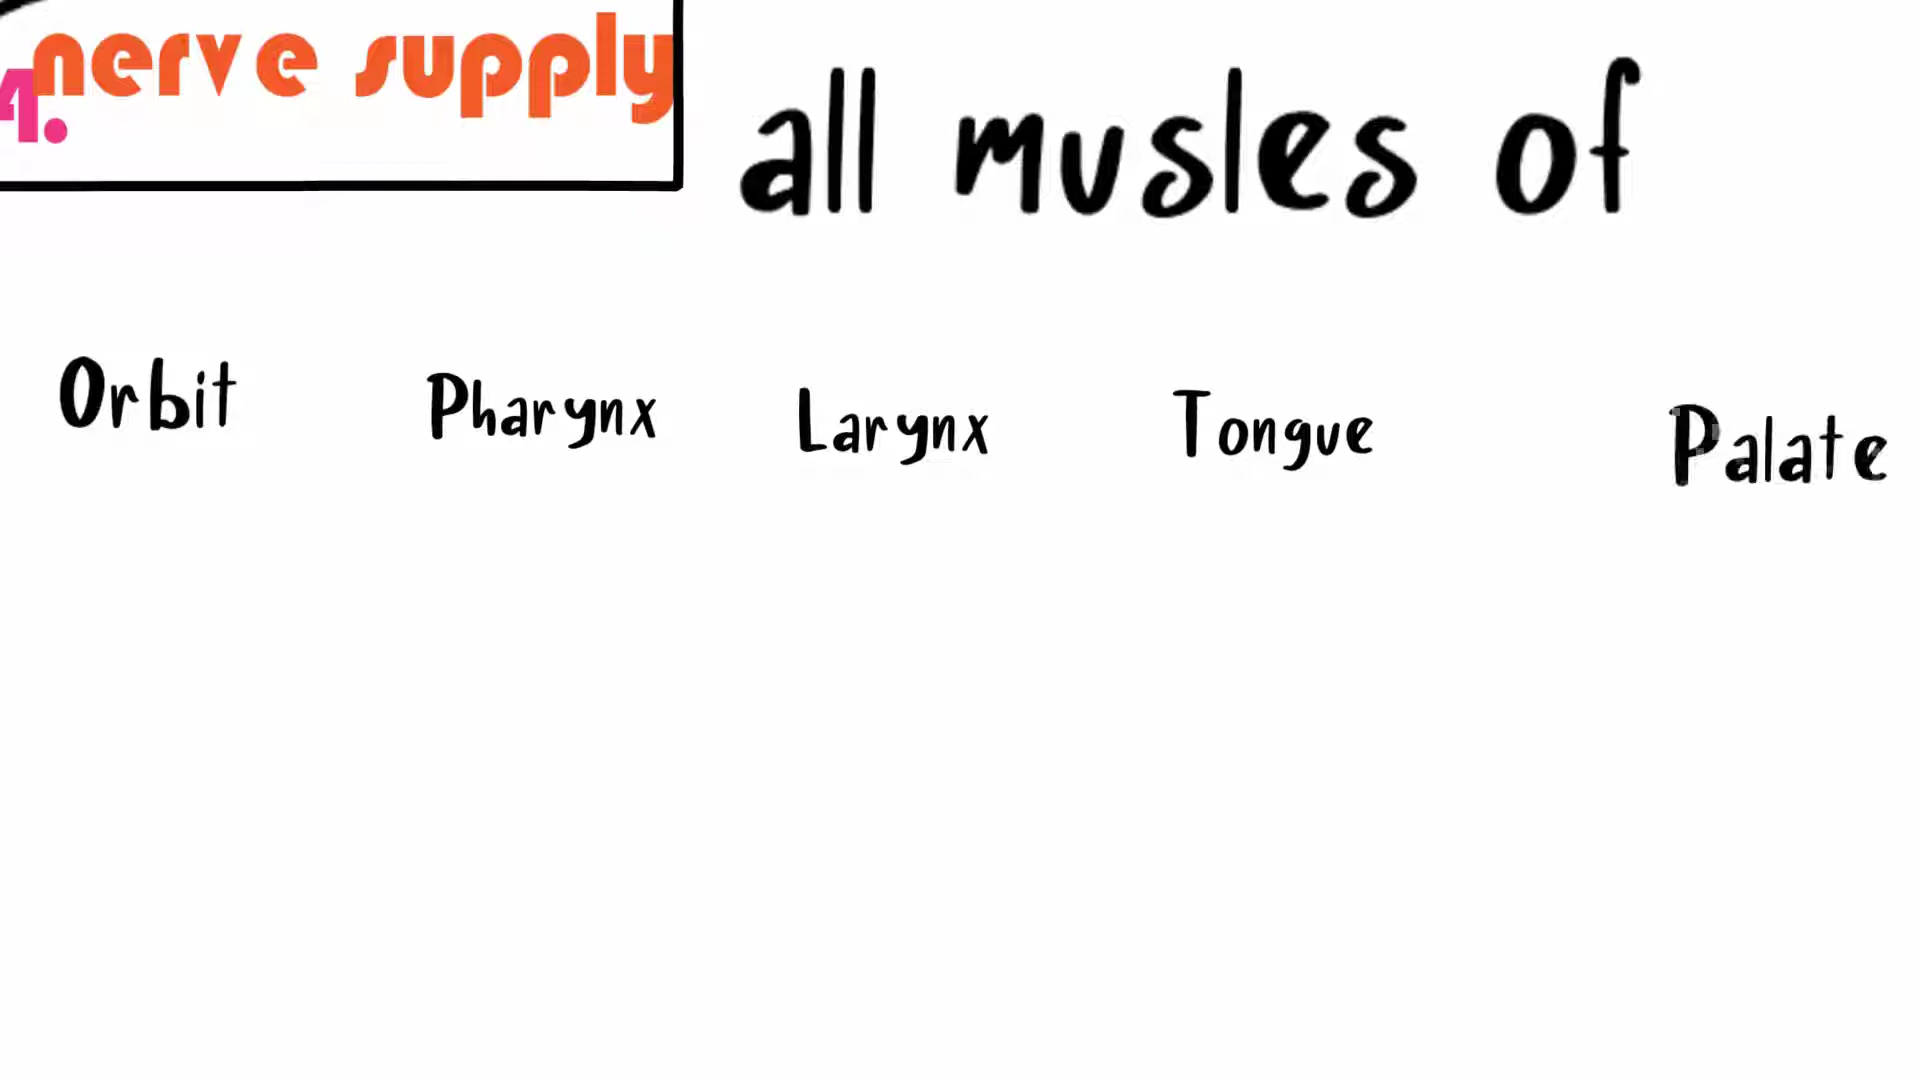 4. nerve supply
all musles of
Orbit Pharynx Larynx Tongue Palate